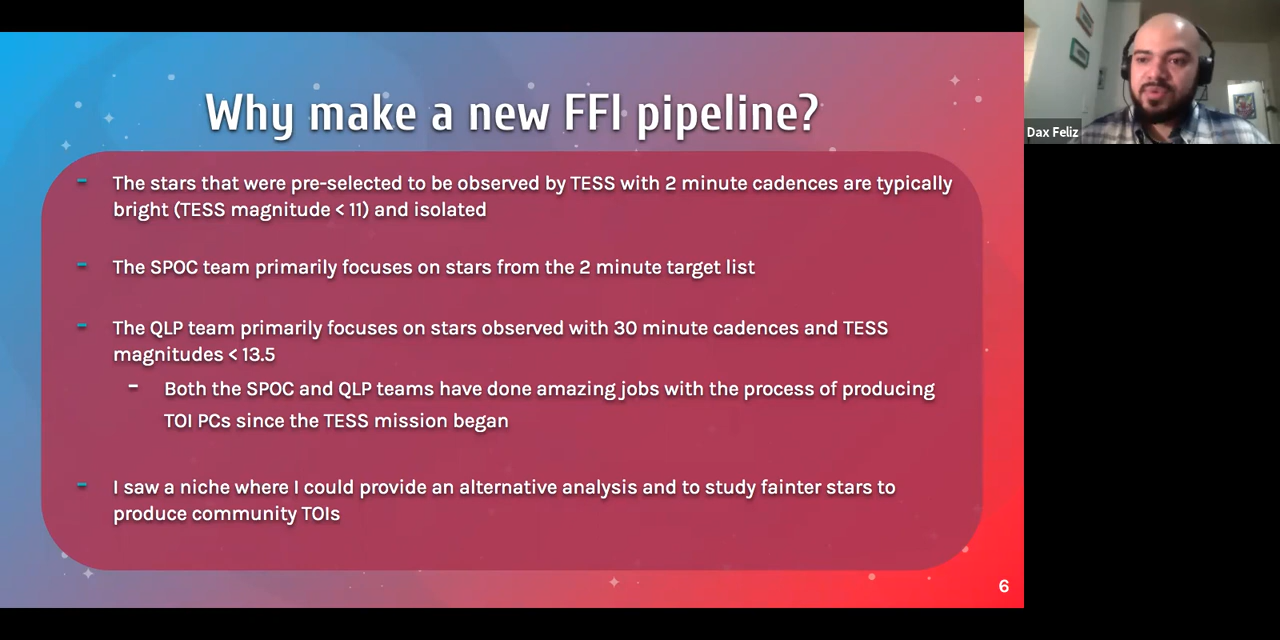 Why make a new FFI pipeline?
- The stars that were pre-selected to be observed by TESS with 2 minute cadences are typically
bright (TESS magnitude < 11) and isolated
- The SPOC team primarily focuses on stars from the 2 minute target list
- The QLP team primarily focuses on stars observed with 30 minute cadences and TESS
magnitudes < 13.5
- Both the SPOC and QLP teams have done amazing jobs with the process of producing
TOI PCs since the TESS mission began
- I saw a niche where I could provide an alternative analysis and to study fainter stars to
produce community TOIs
6
Dax Feliz